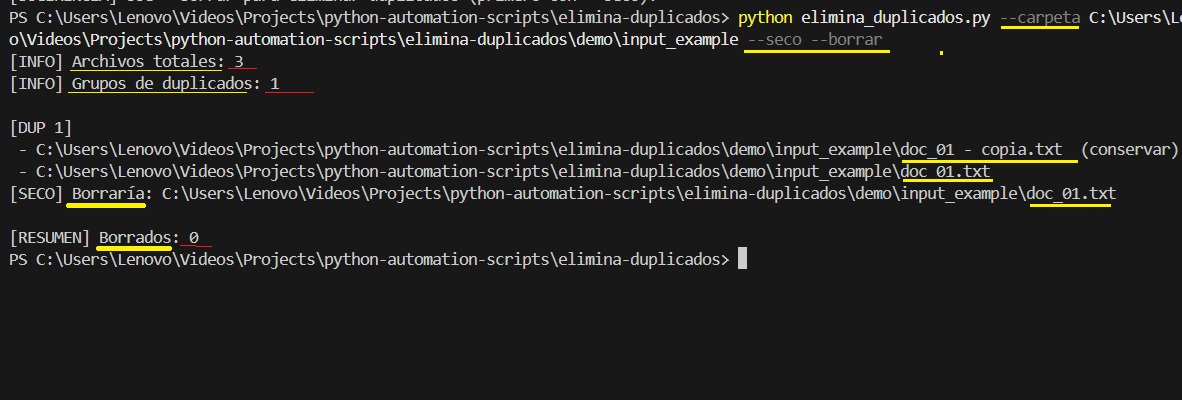 PS C:\Users\Lenovo\Videos\Projects\python-automation-scripts\elimina-duplicados> python elimina_duplicados.py --carpeta C:\Users\Le
o\Videos\Projects\python-automation-scripts\elimina-duplicados\demo\input_example --seco --borrar
[INFO] Archivos totales: 3
[INFO] Grupos de duplicados: 1
[DUP 1]
- C:\Users\Lenovo\Videos\Projects\python-automation-scripts\elimina-duplicados\demo\input_example\doc_01 - copia.txt (conservar)
- C:\Users\Lenovo\Videos\Projects\python-automation-scripts\elimina-duplicados\demo\input_example\doc_01.txt
[SECO] Borraría: C:\Users\Lenovo\Videos\Projects\python-automation-scripts\elimina-duplicados\demo\input_example\doc_01.txt
[RESUMEN] Borrados: 0
PS C:\Users\Lenovo\Videos\Projects\python-automation-scripts\elimina-duplicados>